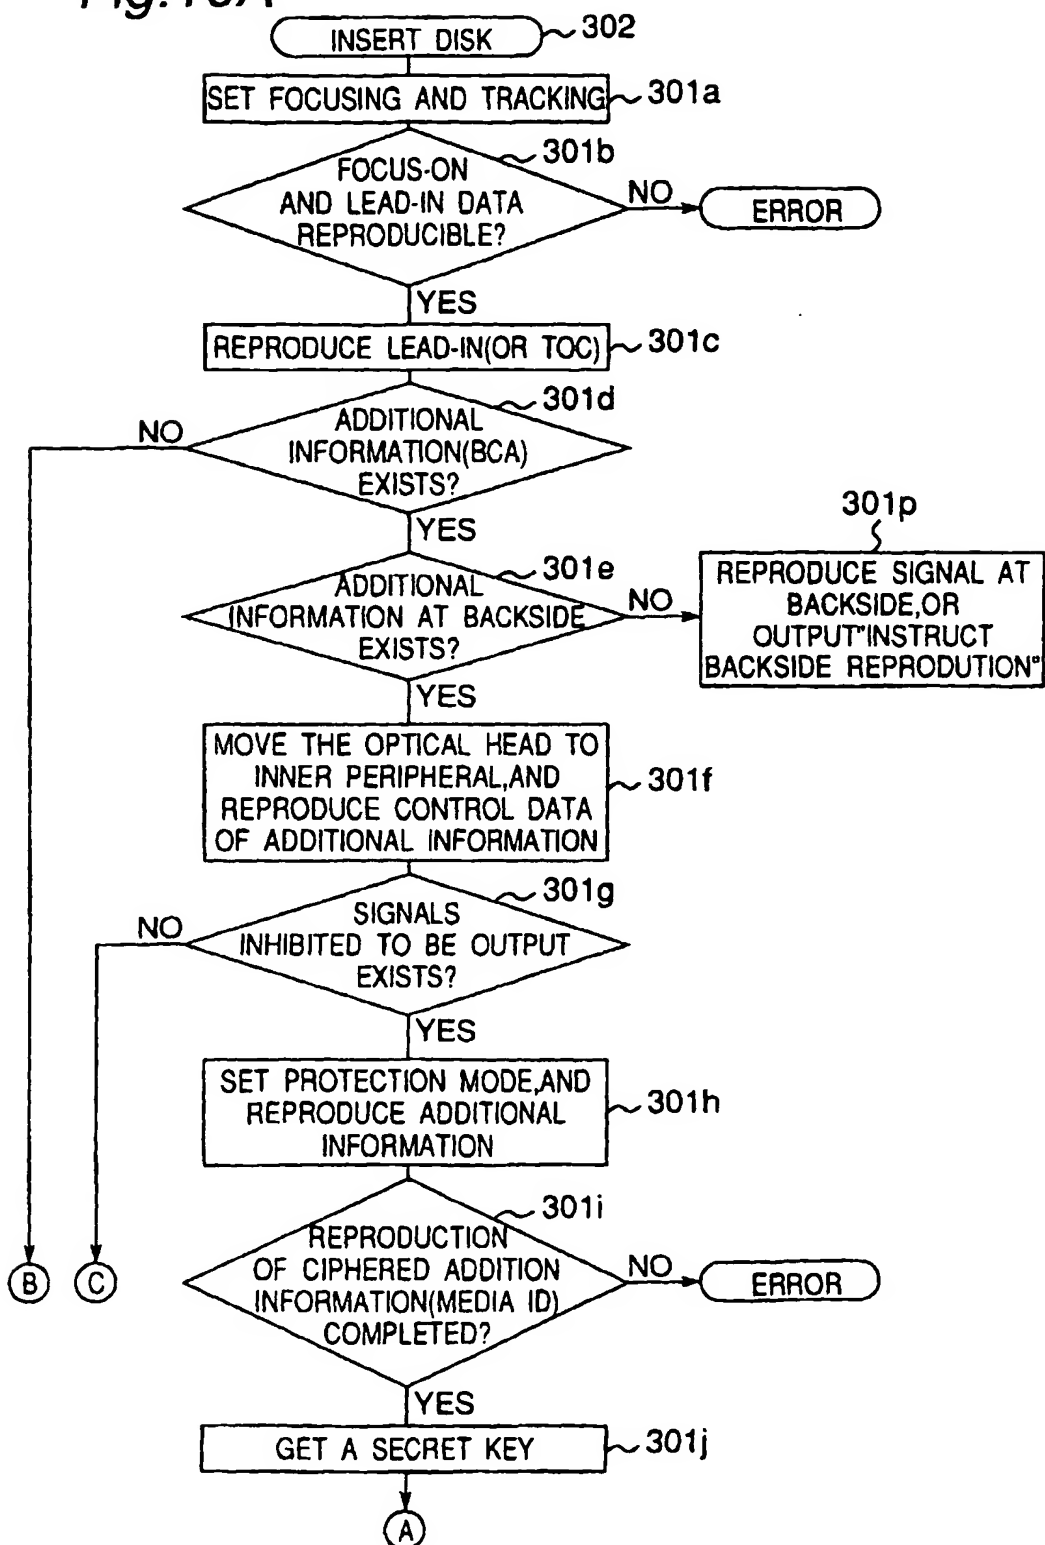 INSERT DISK 302
SET FOCUSING AND TRACKING 301a
301b
FOCUS-ON
AND LEAD-IN DATA
REPRODUCIBLE?
NO
ERROR
YES
REPRODUCE LEAD-IN(OR TOC) 301c
301d
ADDITIONAL
INFORMATION(BCA)
EXISTS?
NO
YES
301e
ADDITIONAL
INFORMATION AT BACKSIDE
EXISTS?
NO
301p
REPRODUCE SIGNAL AT
BACKSIDE,OR
OUTPUT"INSTRUCT
BACKSIDE REPRODUTION"
YES
MOVE THE OPTICAL HEAD TO
INNER PERIPHERAL,AND
REPRODUCE CONTROL DATA
OF ADDITIONAL INFORMATION
301f
301g
SIGNALS
INHIBITED TO BE OUTPUT
EXISTS?
NO
YES
SET PROTECTION MODE,AND
REPRODUCE ADDITIONAL
INFORMATION
301h
301i
REPRODUCTION
OF CIPHERED ADDITION
INFORMATION(MEDIA ID)
COMPLETED?
NO
ERROR
B
C
YES
GET A SECRET KEY 301j
A